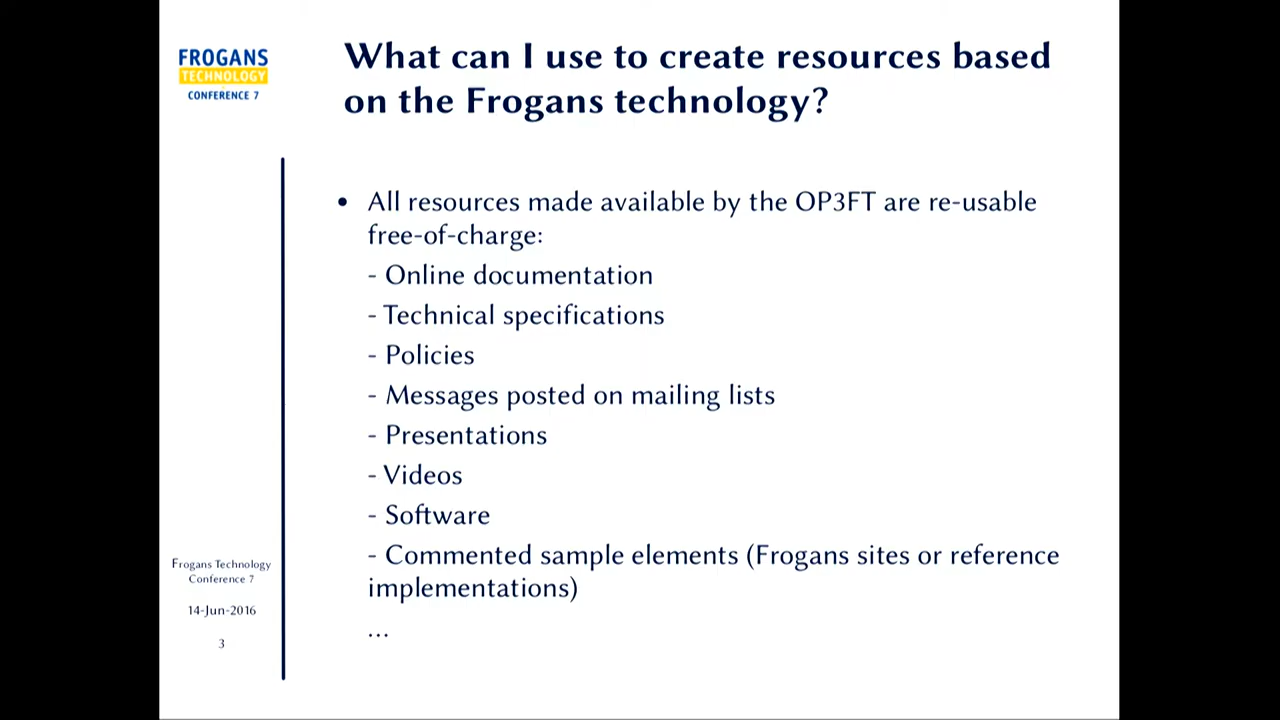 FROGANS
TECHNOLOGY
CONFERENCE 7
What can I use to create resources based
on the Frogans technology?
• All resources made available by the OP3FT are re-usable
free-of-charge:
- Online documentation
- Technical specifications
- Policies
- Messages posted on mailing lists
- Presentations
- Videos
- Software
- Commented sample elements (Frogans sites or reference
implementations)
...
Frogans Technology
Conference 7
14-Jun-2016
3